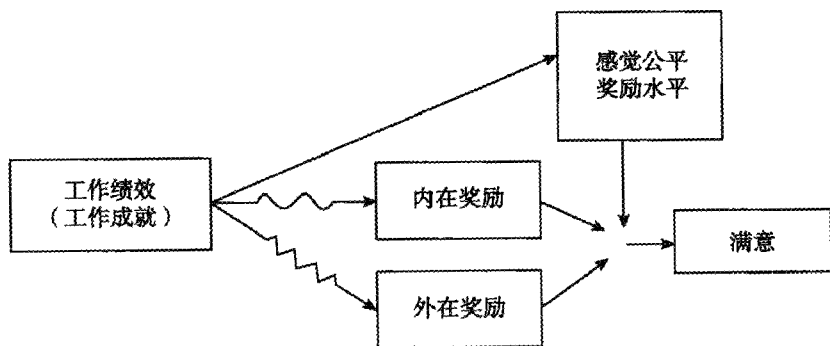 感觉公平
奖励水平
工作绩效
（工作成就）
内在奖励
满意
外在奖励